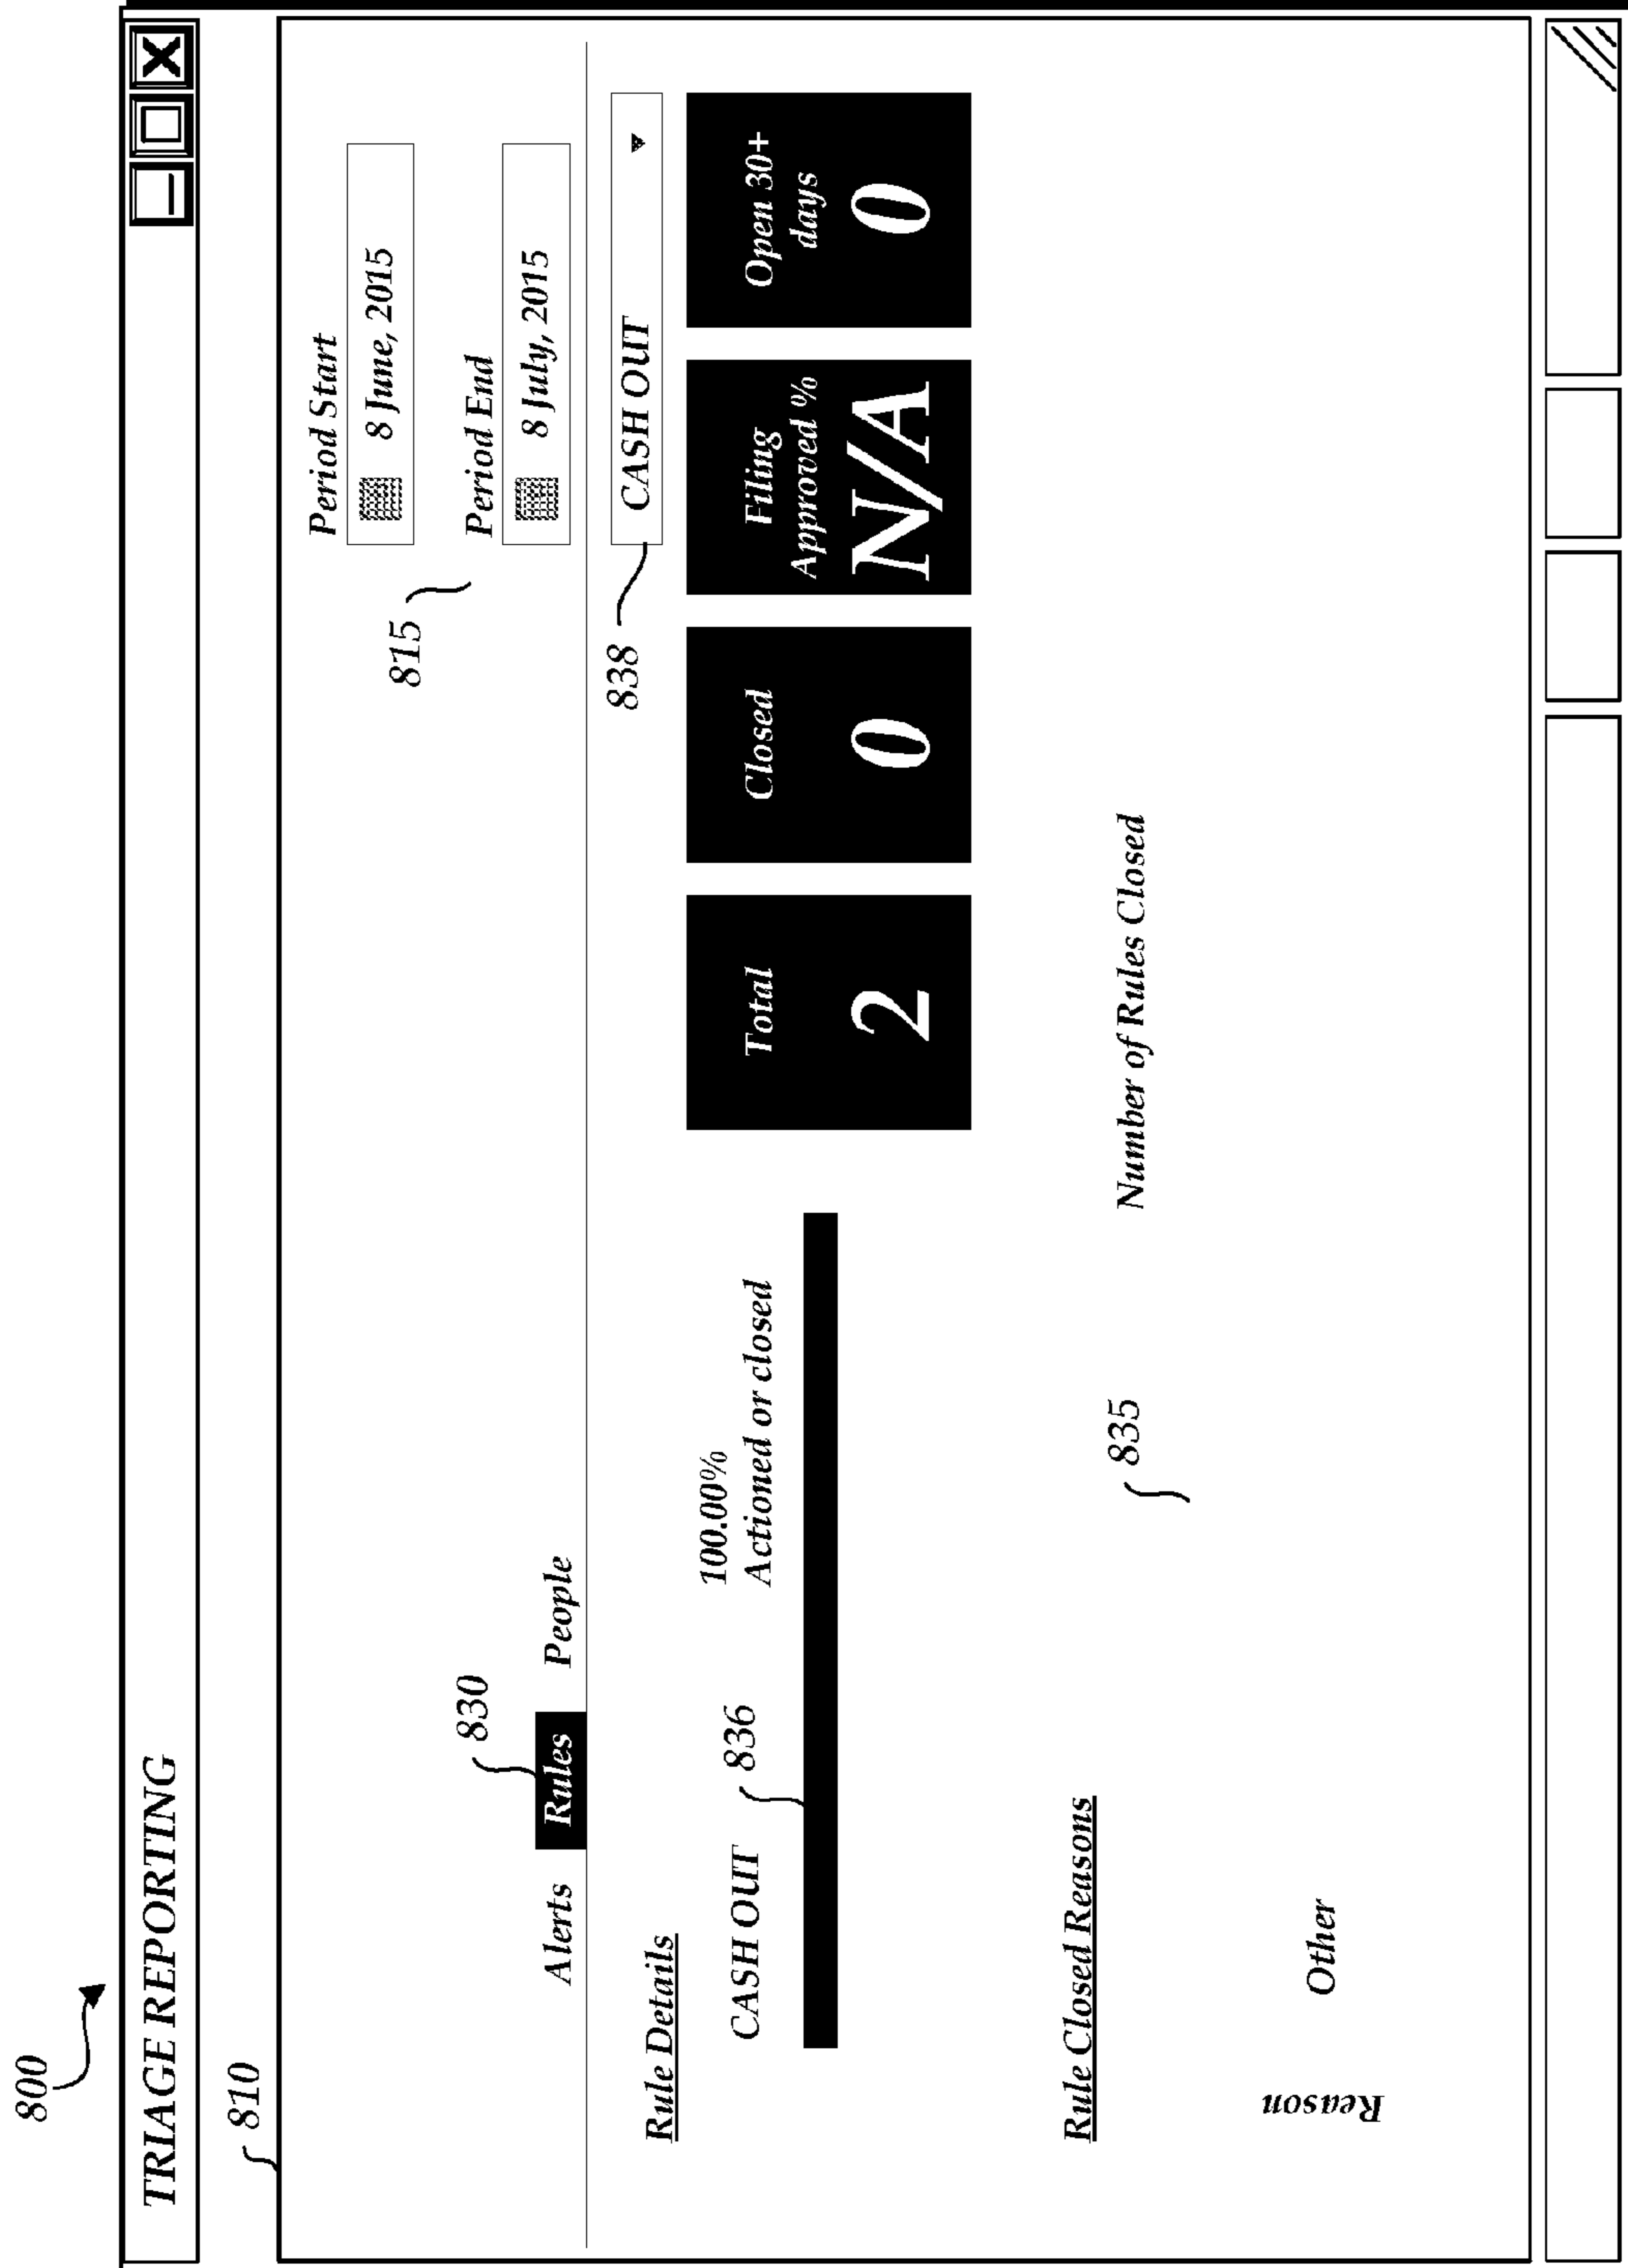 800
TRIAGE REPORTING
810
Period Start
8 June, 2015
815
Period End
8 July, 2015
830
Alerts Rules People
838
CASH OUT
Rule Details
CASH OUT
836
100.00%
Actioned or closed
Total
2
Closed
0
Filing
Approved %
N/A
Open 30+
days
0
Rule Closed Reasons
835
Number of Rules Closed
Reason
Other